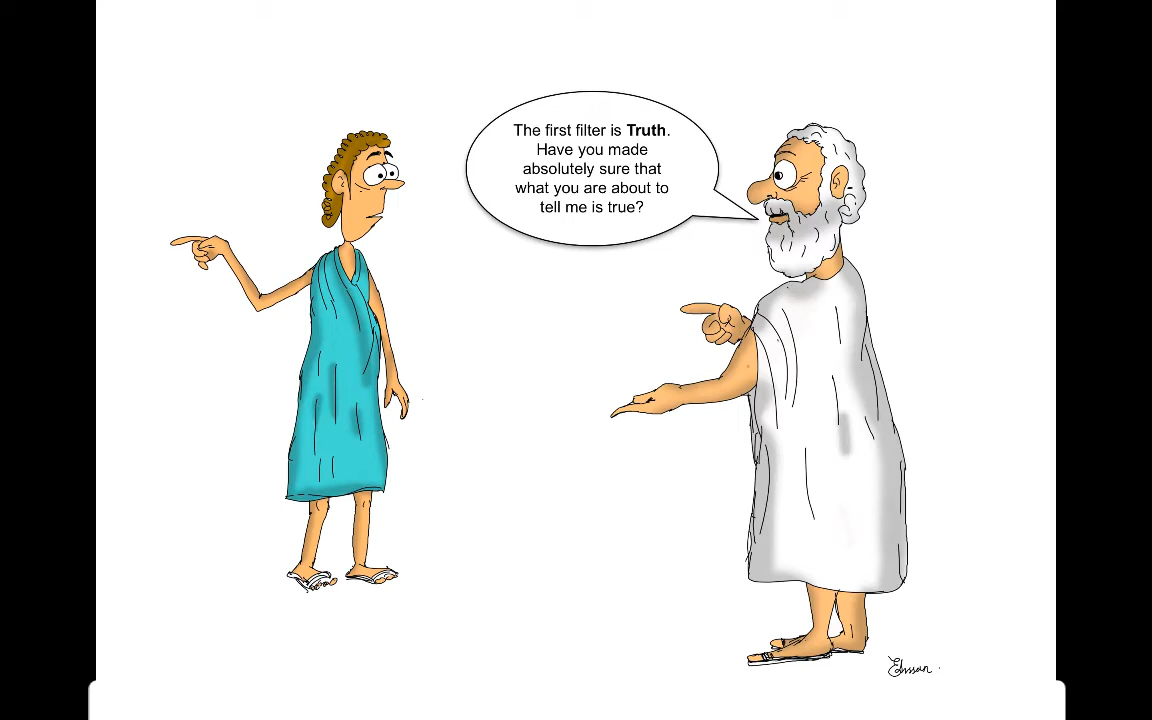 The first filter is Truth.
Have you made
absolutely sure that
what you are about to
tell me is true?